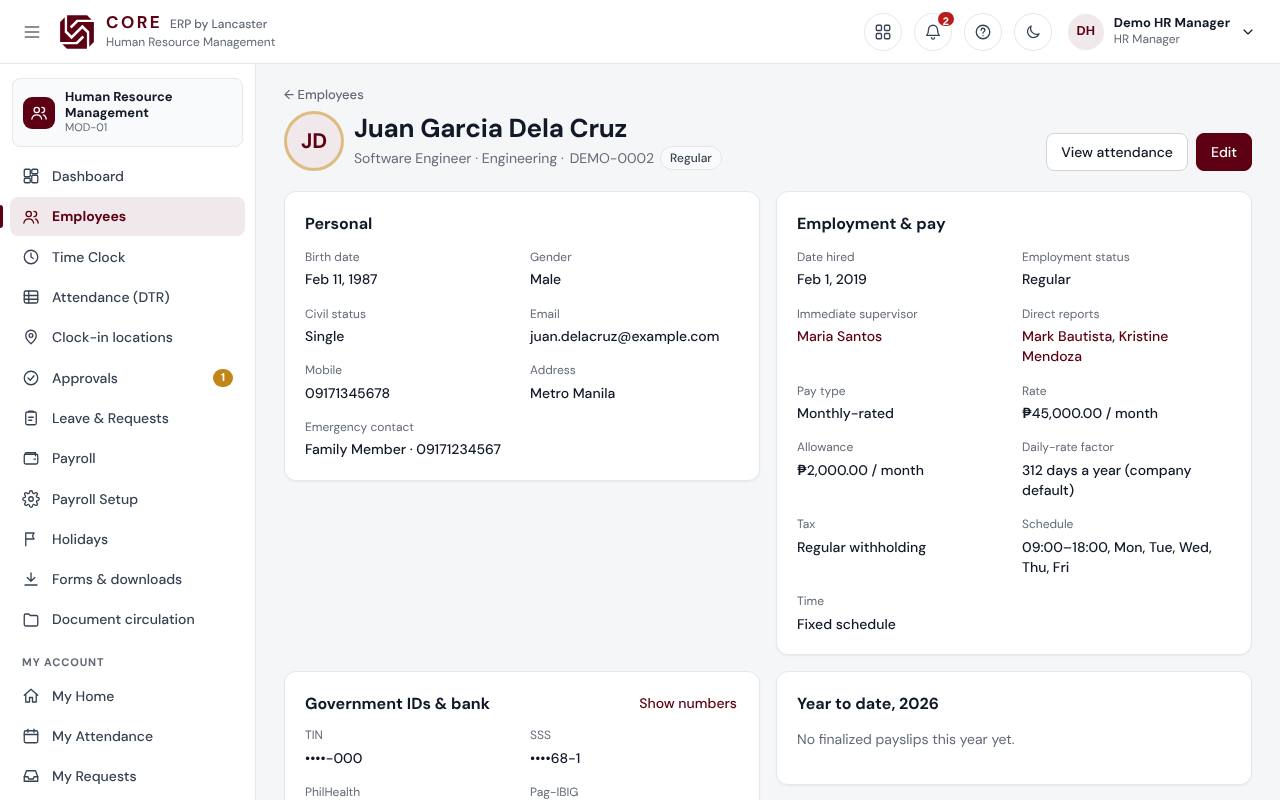 CORE ERP by Lancaster
Human Resource Management
2
DH
Demo HR Manager
HR Manager
Human Resource
Management
MOD-01
Dashboard
Employees
Time Clock
Attendance (DTR)
Clock-in locations
Approvals 1
Leave & Requests
Payroll
Payroll Setup
Holidays
Forms & downloads
Document circulation
MY ACCOUNT
My Home
My Attendance
My Requests
← Employees
JD
Juan Garcia Dela Cruz
Software Engineer · Engineering · DEMO-0002 Regular
View attendance
Edit
Personal
Birth date Gender
Feb 11, 1987 Male
Civil status Email
Single juan.delacruz@example.com
Mobile Address
09171345678 Metro Manila
Emergency contact
Family Member · 09171234567
Employment & pay
Date hired Employment status
Feb 1, 2019 Regular
Immediate supervisor Direct reports
Maria Santos Mark Bautista, Kristine
Mendoza
Pay type Rate
Monthly-rated ₱45,000.00 / month
Allowance Daily-rate factor
₱2,000.00 / month 312 days a year (company
default)
Tax Schedule
Regular withholding 09:00–18:00, Mon, Tue, Wed,
Thu, Fri
Time
Fixed schedule
Government IDs & bank Show numbers
TIN SSS
••••-000 ••••68-1
PhilHealth Pag-IBIG
Year to date, 2026
No finalized payslips this year yet.